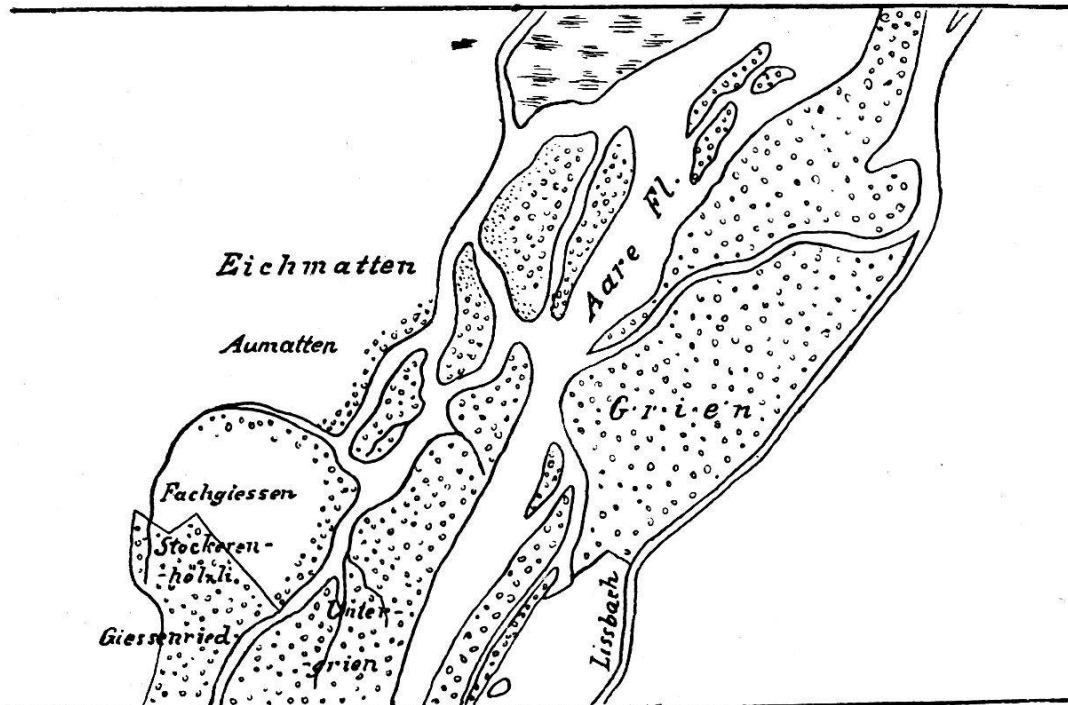 Aare Fl.
Eichmatten
Aumatten
Grien
Fachgiessen
Stockeren-
-hölzli.
Giessenried
Unter-
-grien
Lissbach